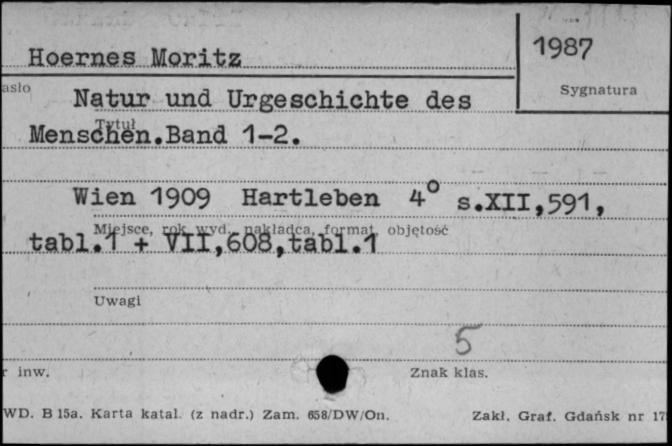 Hoernes Moritz
1987
asło
Sygnatura
Natur und Urgeschichte des
Tytuł
Menschen.Band 1-2.
Wien 1909 Hartleben 4° s.XII,591,
Miejsce, rok wyd., nakładca, format, objętość
tabl.1 + VII,608,tabl.1
Uwagi
5
r inw.
Znak klas.
WD. B 15a. Karta katal. (z nadr.) Zam. 658/DW/On.
Zakł. Graf. Gdańsk nr 17